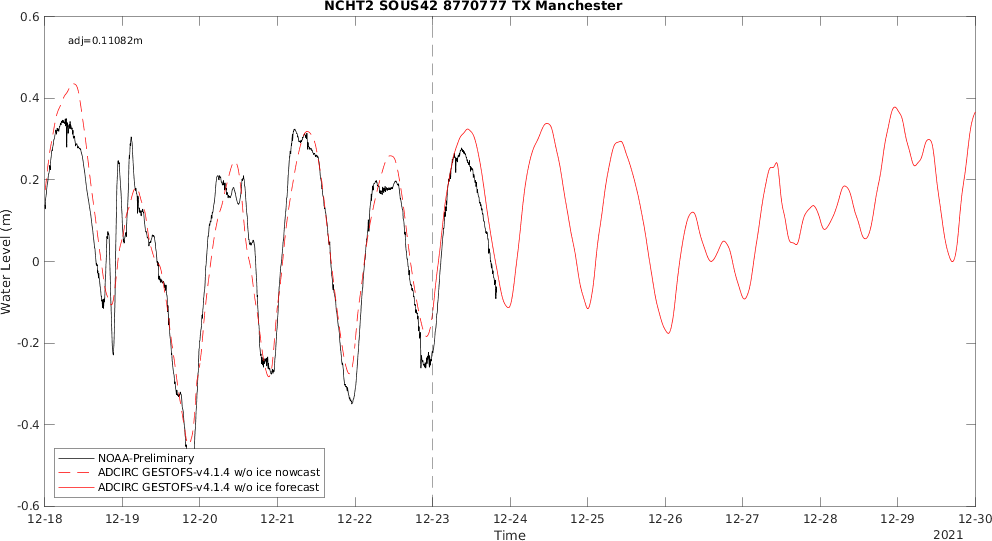 NCHT2 SOUS42 8770777 TX Manchester
adj=0.11082m
0.6
0.4
0.2
0
-0.2
-0.4
-0.6
Water Level (m)
NOAA-Preliminary
ADCIRC GESTOFS-v4.1.4 w/o ice nowcast
ADCIRC GESTOFS-v4.1.4 w/o ice forecast
12-18 12-19 12-20 12-21 12-22 12-23 12-24 12-25 12-26 12-27 12-28 12-29 12-30
Time
2021